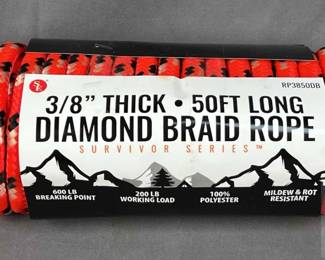 RP3850DB
3/8" THICK • 50FT LONG
DIAMOND BRAID ROPE
SURVIVOR SERIES™
600 LB
BREAKING POINT
200 LB
WORKING LOAD
100%
POLYESTER
MILDEW & ROT
RESISTANT